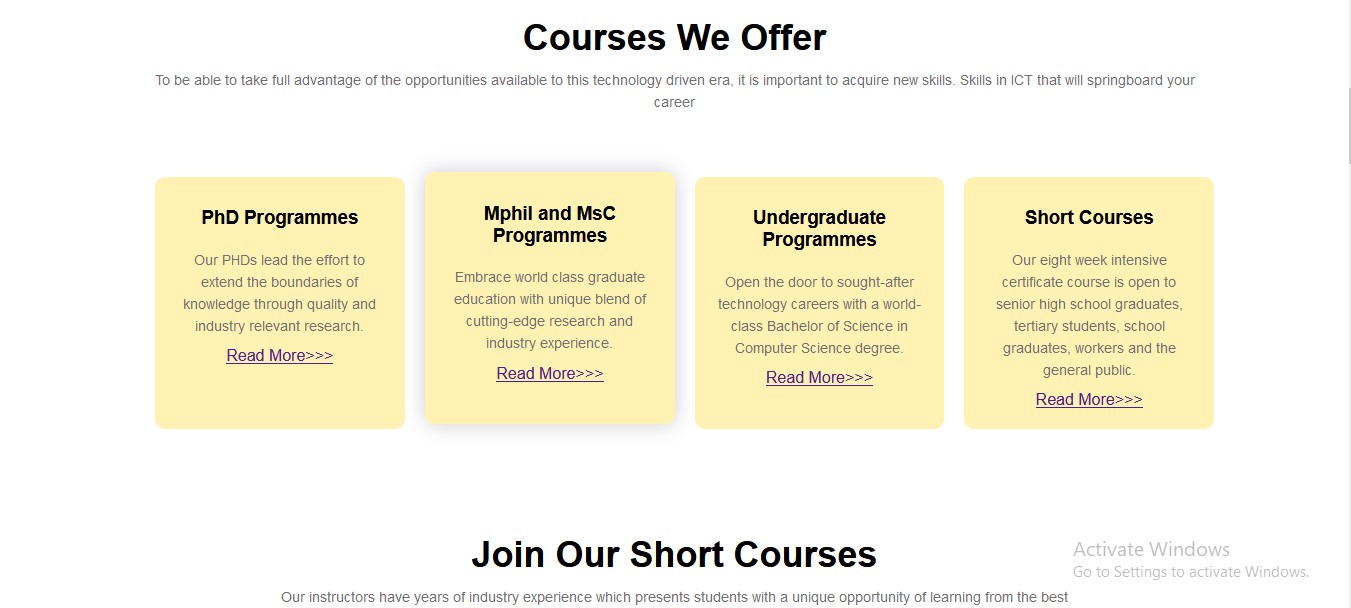 Courses We Offer
To be able to take full advantage of the opportunities available to this technology driven era, it is important to acquire new skills. Skills in ICT that will springboard your
career
PhD Programmes
Our PHDs lead the effort to
extend the boundaries of
knowledge through quality and
industry relevant research.
Read More>>>
Mphil and MsC
Programmes
Embrace world class graduate
education with unique blend of
cutting-edge research and
industry experience.
Read More>>>
Undergraduate
Programmes
Open the door to sought-after
technology careers with a world-
class Bachelor of Science in
Computer Science degree.
Read More>>>
Short Courses
Our eight week intensive
certificate course is open to
senior high school graduates,
tertiary students, school
graduates, workers and the
general public.
Read More>>>
Join Our Short Courses
Our instructors have years of industry experience which presents students with a unique opportunity of learning from the best
Activate Windows
Go to Settings to activate Windows.